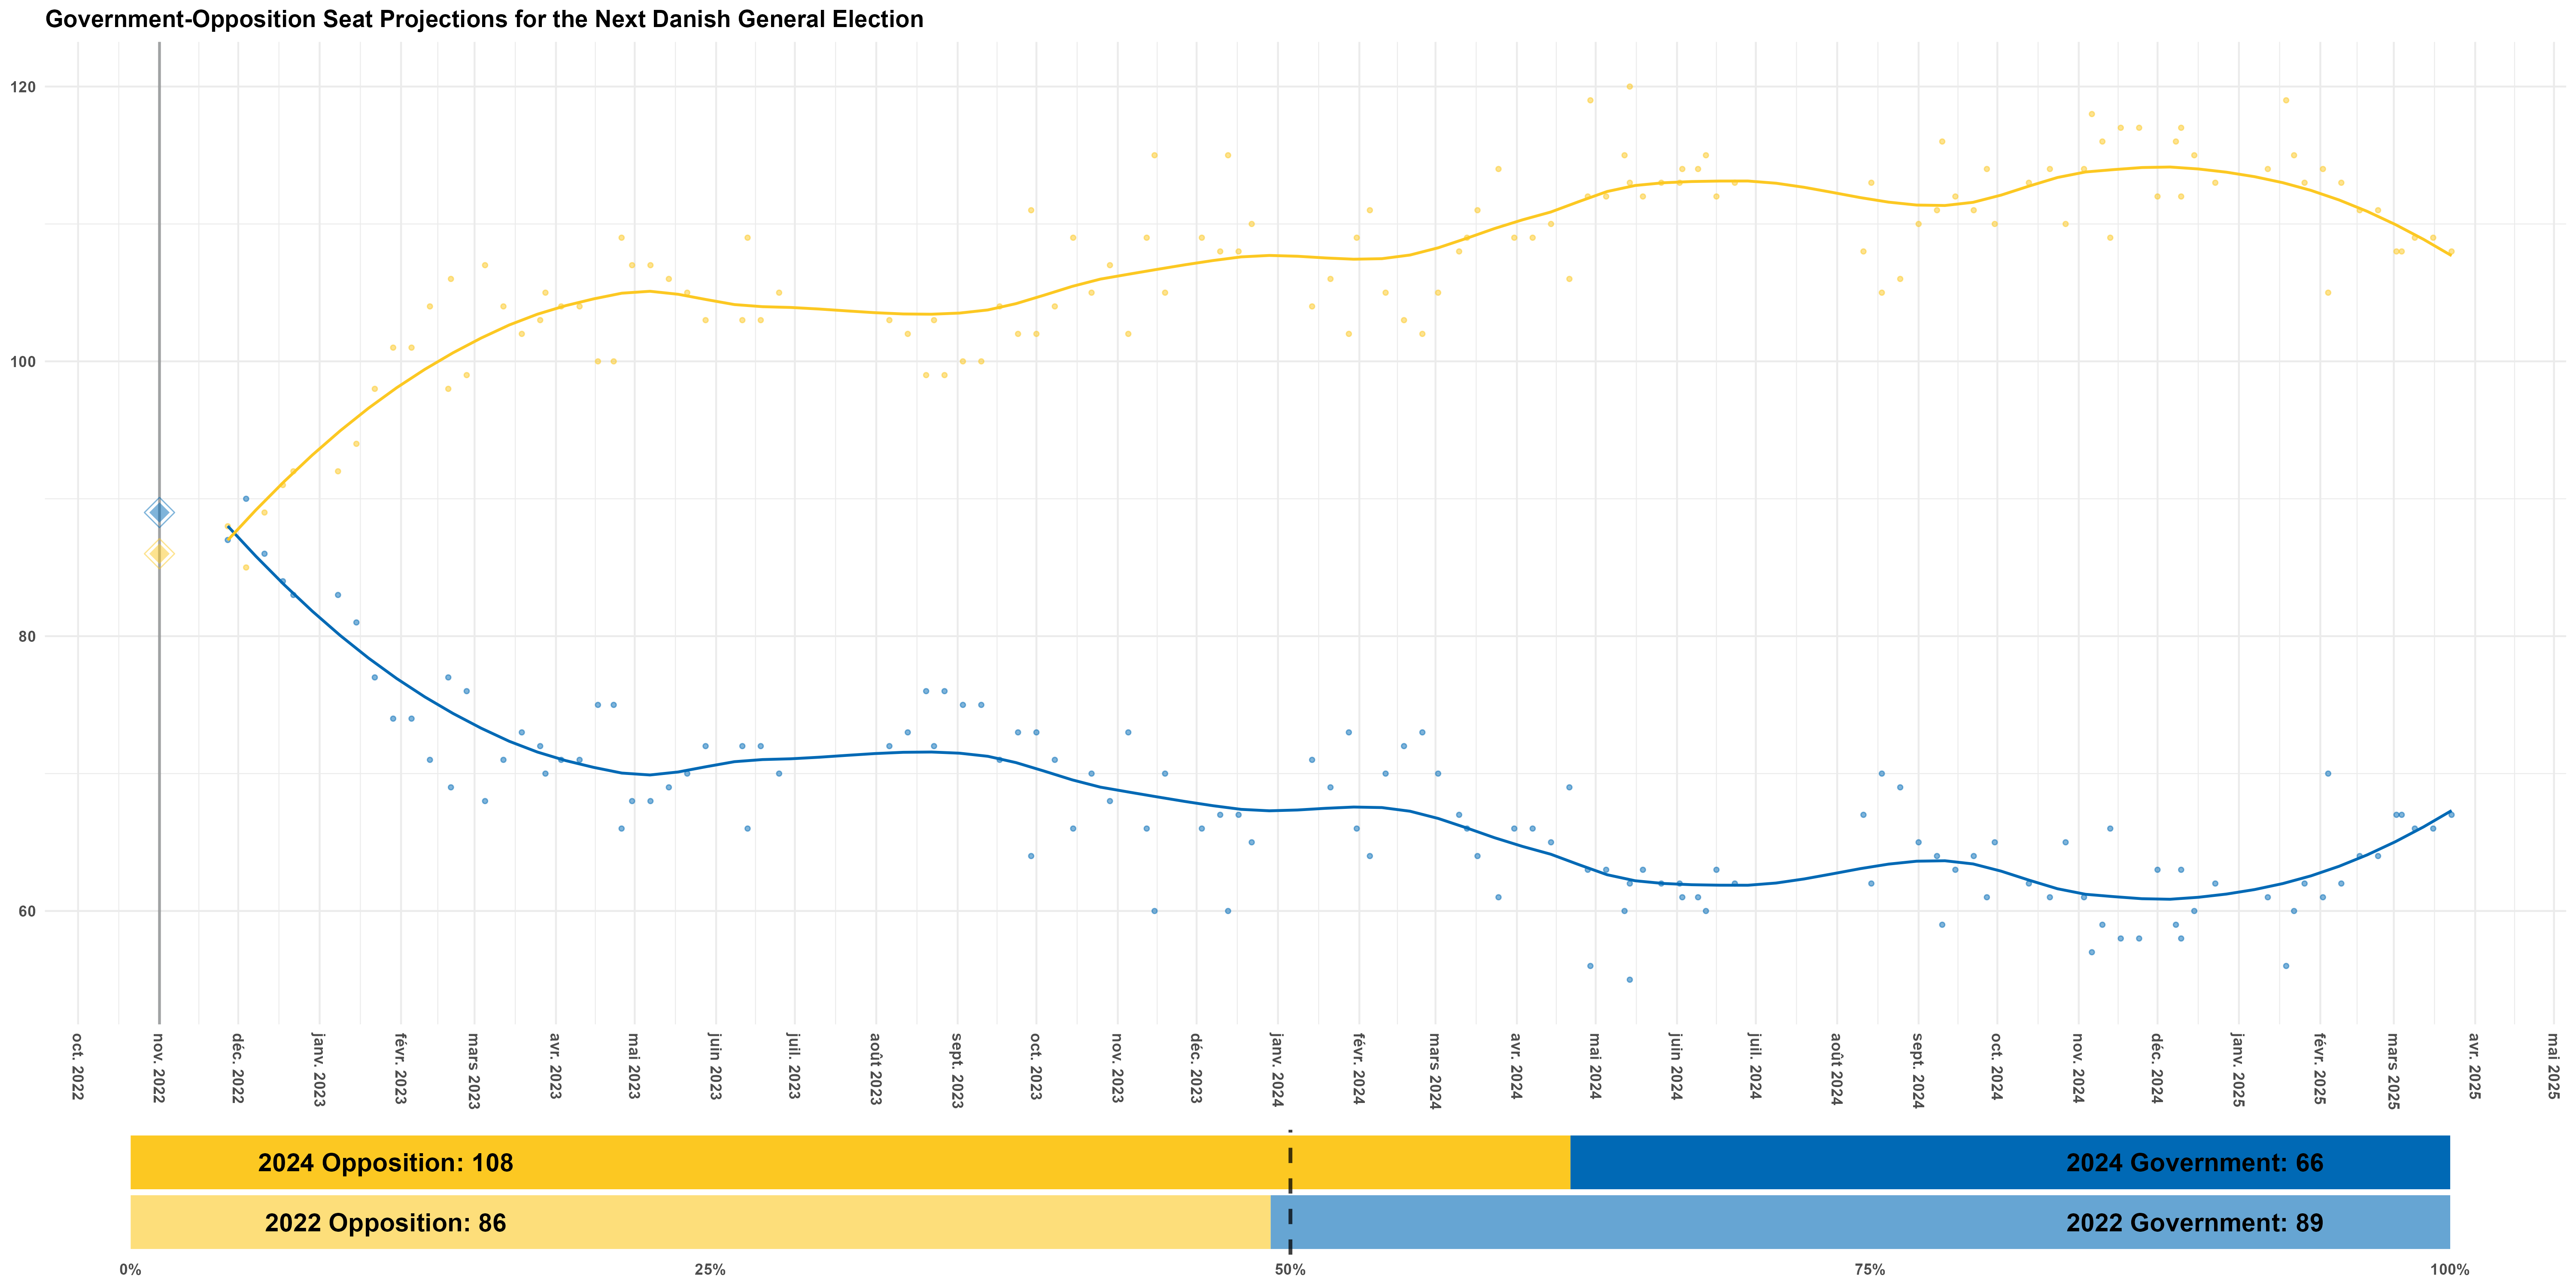 Government-Opposition Seat Projections for the Next Danish General Election
120
100
80
60
oct. 2022
nov. 2022
déc. 2022
janv. 2023
févr. 2023
mars 2023
avr. 2023
mai 2023
juin 2023
juil. 2023
août 2023
sept. 2023
oct. 2023
nov. 2023
déc. 2023
janv. 2024
févr. 2024
mars 2024
avr. 2024
mai 2024
juin 2024
juil. 2024
août 2024
sept. 2024
oct. 2024
nov. 2024
déc. 2024
janv. 2025
févr. 2025
mars 2025
avr. 2025
mai 2025
2024 Opposition: 108 2024 Government: 66
2022 Opposition: 86 2022 Government: 89
0% 25% 50% 75% 100%